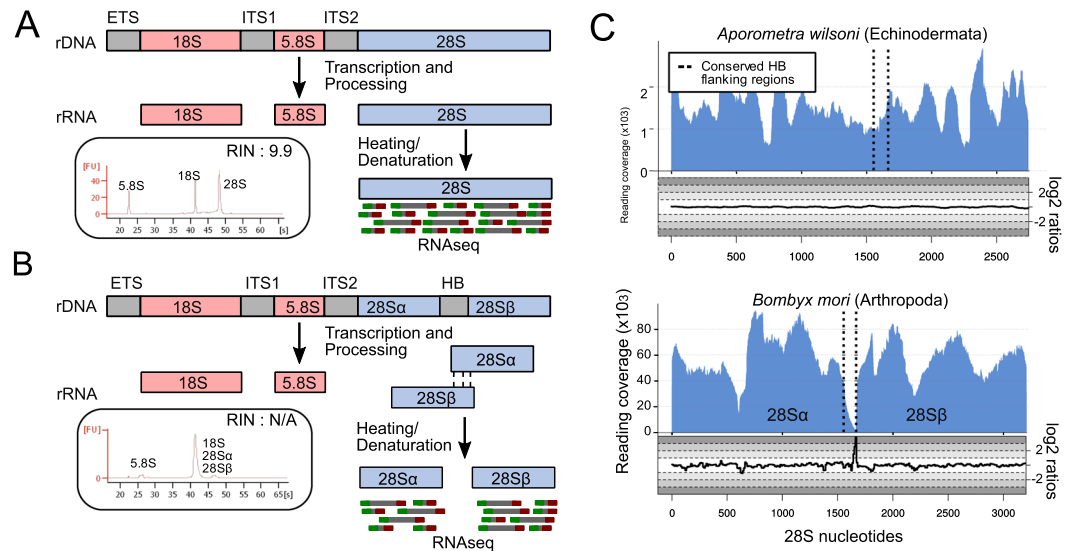 A
ETS ITS1 ITS2
rDNA 18S 5.8S 28S
Transcription and
Processing
rRNA 18S 5.8S 28S
Heating/
Denaturation
RIN : 9.9
[FU]
40
20
0
5.8S 18S 28S
20 25 30 35 40 45 50 55 60 [s]
28S
RNAseq
B
ETS ITS1 ITS2 HB
rDNA 18S 5.8S 28Sα 28Sβ
Transcription and
Processing
28Sα
rRNA 18S 5.8S
28Sβ
Heating/
Denaturation
RIN : N/A
[FU]
0
5.8S
18S
28Sα
28Sβ
20 25 30 35 40 45 50 55 60 65 [s]
28Sα 28Sβ
RNAseq
C
Aporometra wilsoni (Echinodermata)
Conserved HB
flanking regions
Reading coverage (x103)
2
1
0
log2 ratios
2
-2
0 500 1000 1500 2000 2500
Bombyx mori (Arthropoda)
Reading coverage (x103)
80
60
40
20
0
28Sα 28Sβ
log2 ratios
2
-2
0 500 1000 1500 2000 2500 3000
28S nucleotides